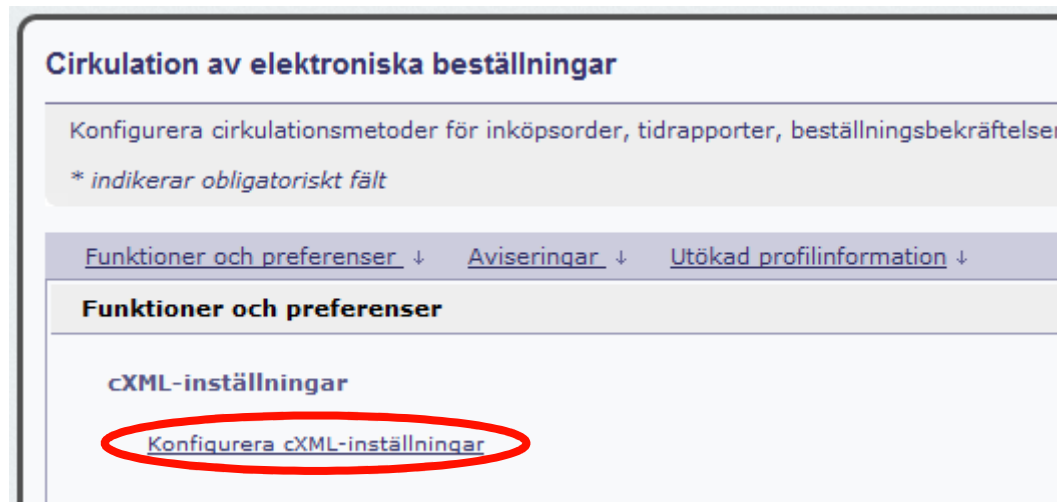 Cirkulation av elektroniska beställningar
Konfigurera cirkulationsmetoder för inköpsorder, tidrapporter, beställningsbekräftelser
* indikerar obligatoriskt fält
Funktioner och preferenser ↓ Aviseringar ↓ Utökad profilinformation ↓
Funktioner och preferenser
cXML-inställningar
Konfigurera cXML-inställningar